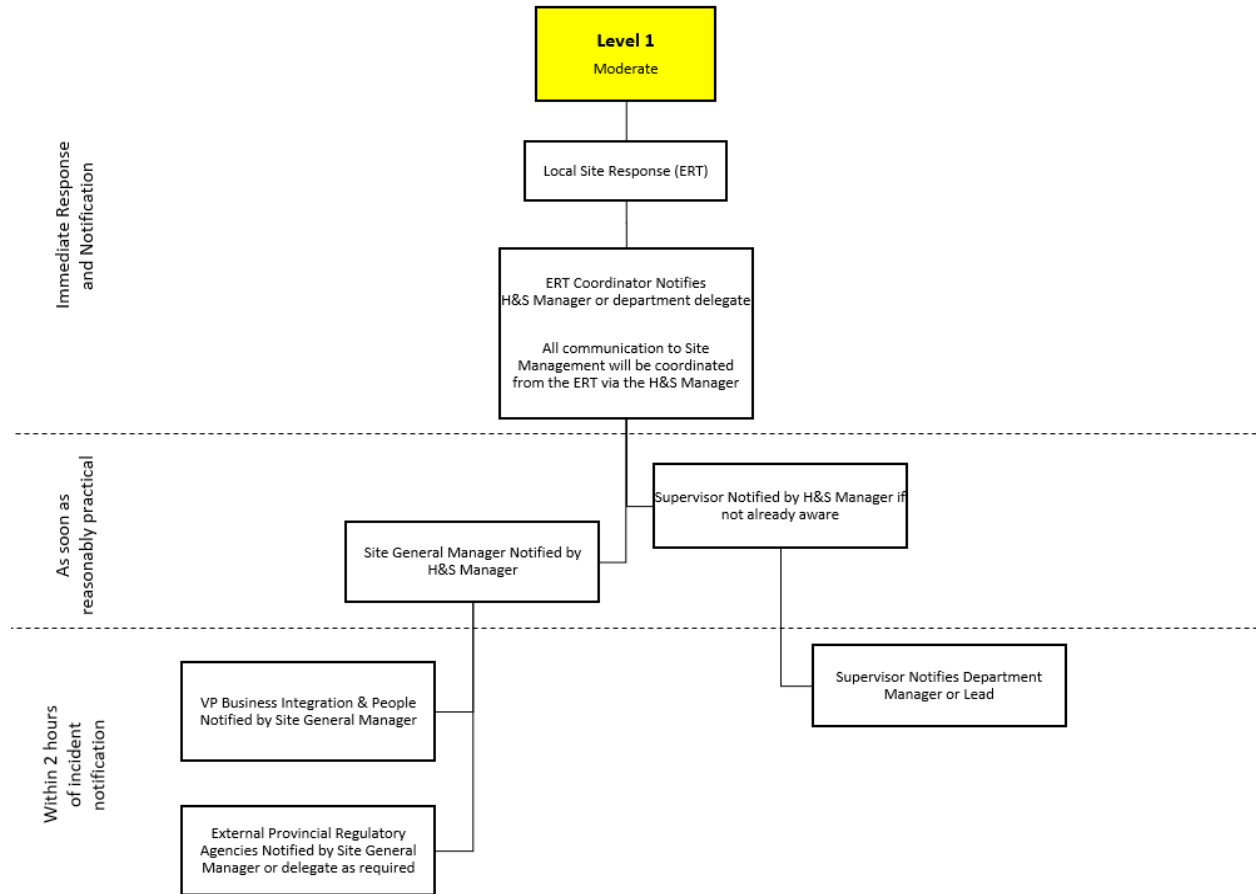 Level 1
Moderate
Immediate Response
and Notification
Local Site Response (ERT)
ERT Coordinator Notifies
H&S Manager or department delegate
All communication to Site
Management will be coordinated
from the ERT via the H&S Manager
As soon as
reasonably practical
Supervisor Notified by H&S Manager if
not already aware
Site General Manager Notified by
H&S Manager
Within 2 hours
of incident
notification
VP Business Integration & People
Notified by Site General Manager
Supervisor Notifies Department
Manager or Lead
External Provincial Regulatory
Agencies Notified by Site General
Manager or delegate as required